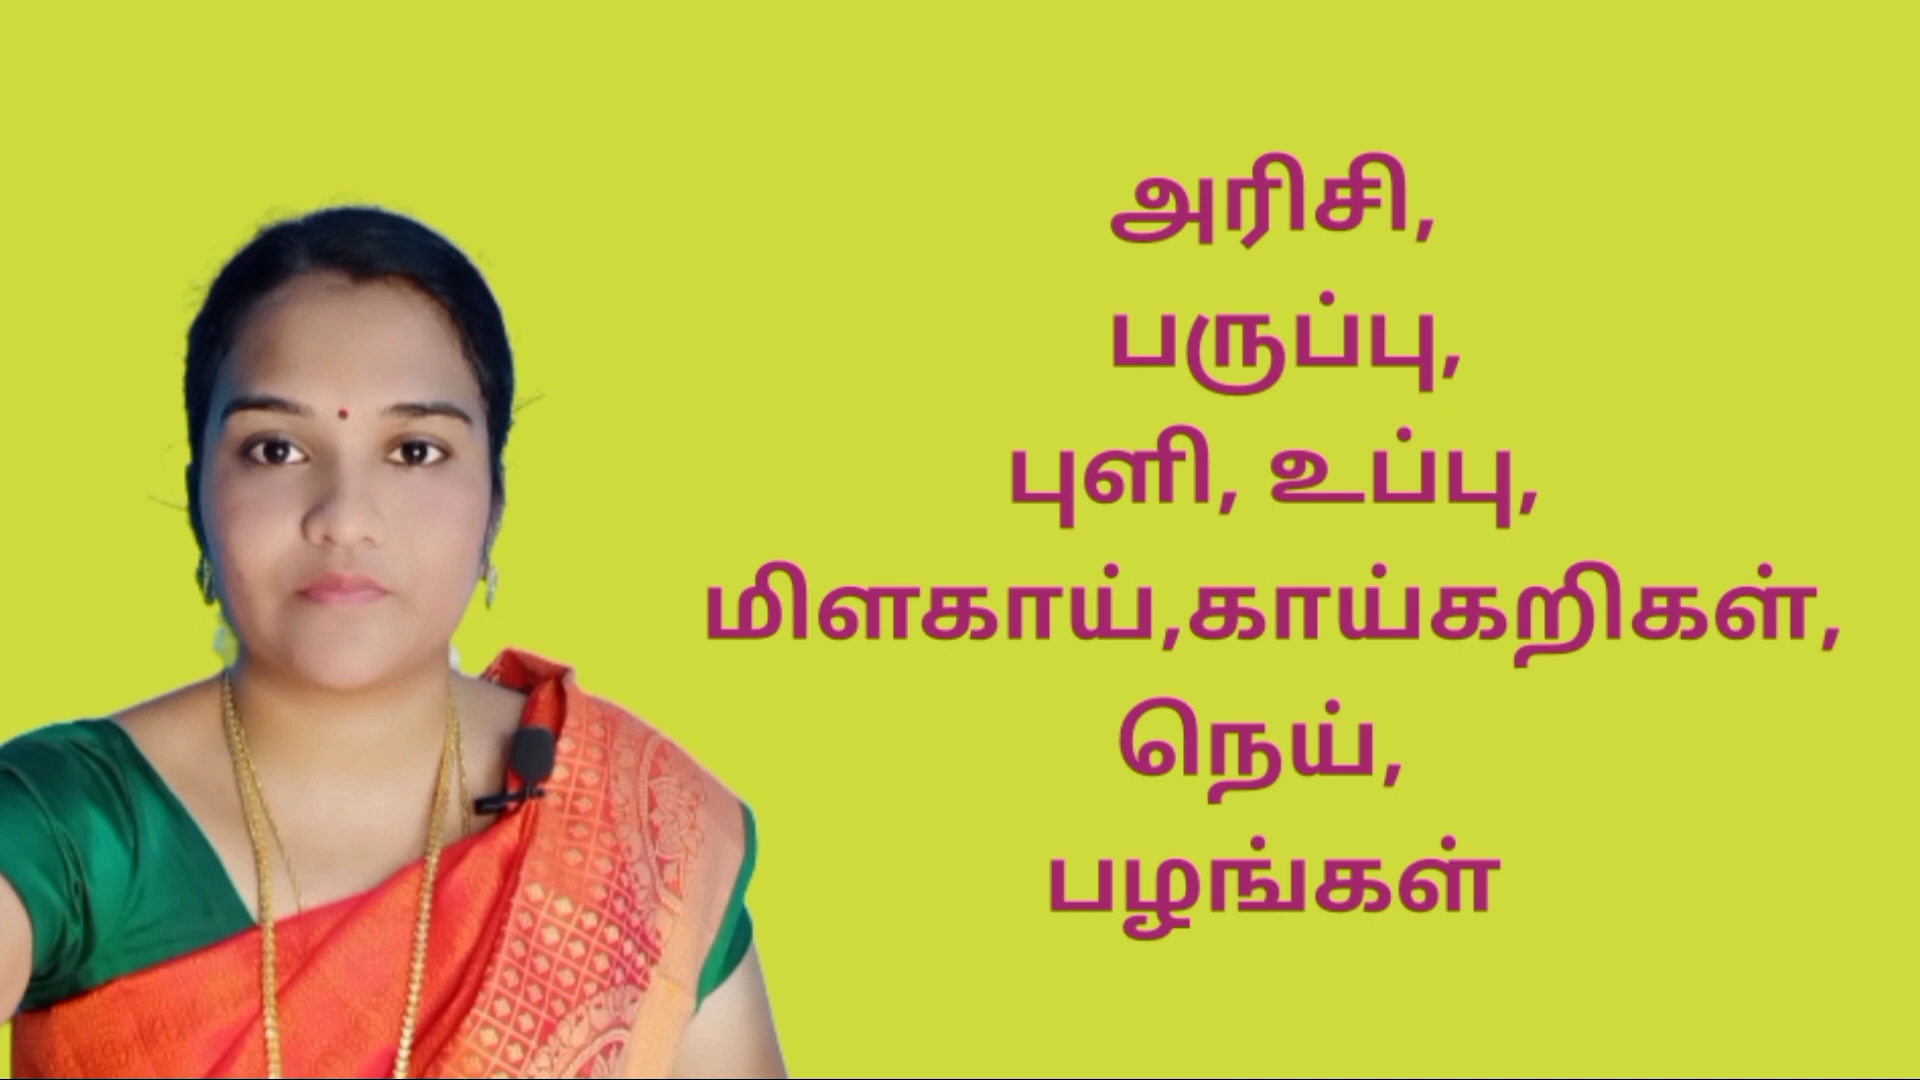 அரிசி,
பருப்பு,
புளி, உப்பு,
மிளகாய்,காய்கறிகள்,
நெய்,
பழங்கள்